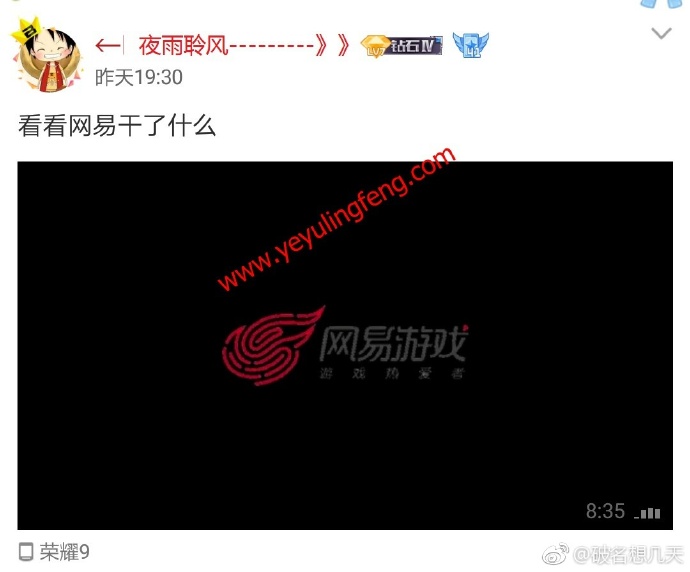 ←┤ 夜雨聆风---------》》 LV7 钻石Ⅳ
昨天19:30
看看网易干了什么
www.yeyulingfeng.com
网易游戏
游戏热爱者
8:35
荣耀9
@破名想几天